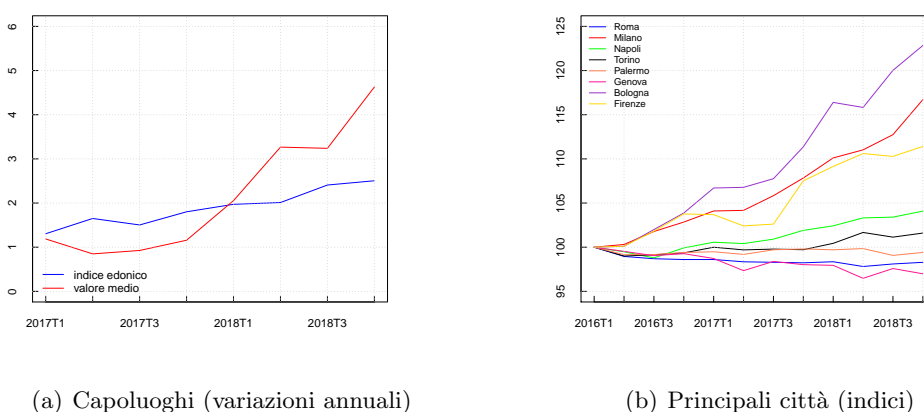 6
5
4
3
2
1
0
indice edonico
valore medio
2017T1 2017T3 2018T1 2018T3
(a) Capoluoghi (variazioni annuali)
125
120
115
110
105
100
95
Roma
Milano
Napoli
Torino
Palermo
Genova
Bologna
Firenze
2016T1 2016T3 2017T1 2017T3 2018T1 2018T3
(b) Principali città (indici)